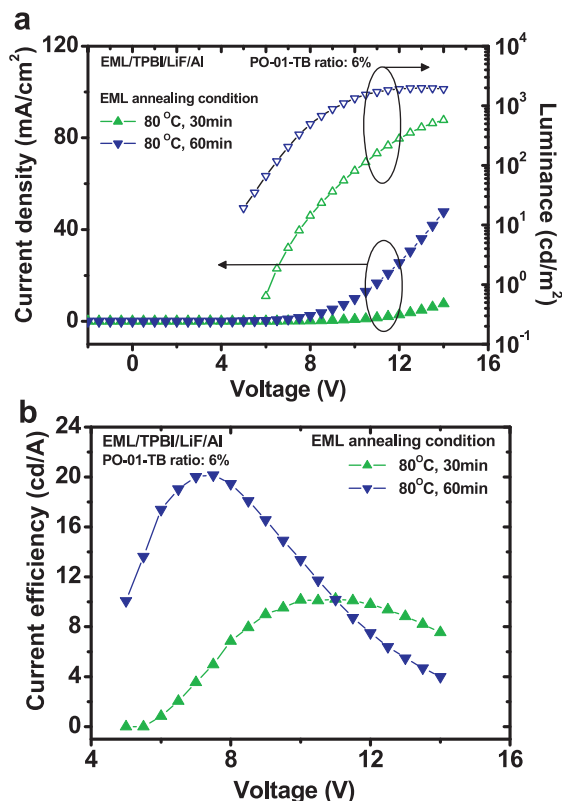 a
EML/TPBI/LiF/Al
PO-01-TB ratio: 6%
EML annealing condition
80 °C, 30min
80 °C, 60min
Current density (mA/cm²)
120
80
40
0
Luminance (cd/m²)
10⁴
10³
10²
10¹
10⁰
10⁻¹
0 4 8 12 16
Voltage (V)
b
EML/TPBI/LiF/Al
PO-01-TB ratio: 6%
EML annealing condition
80°C, 30min
80°C, 60min
Current efficiency (cd/A)
24
20
16
12
8
4
0
4 8 12 16
Voltage (V)